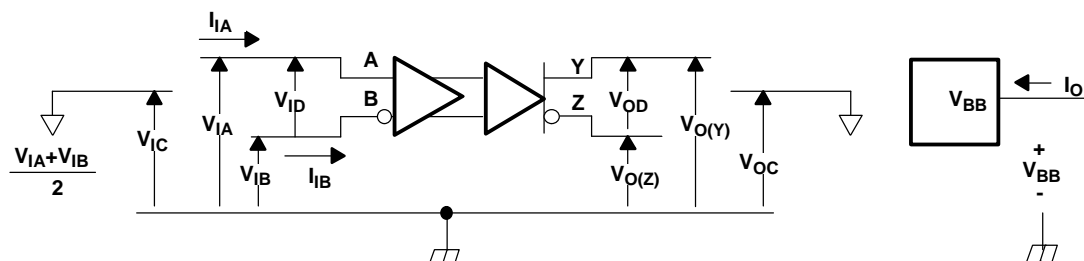 I_IA
A
B
V_ID
V_IA
V_IB
I_IB
V_IC
V_IA+V_IB
2
Y
Z
V_OD
V_O(Y)
V_O(Z)
V_OC
V_BB
I_O
+
V_BB
-